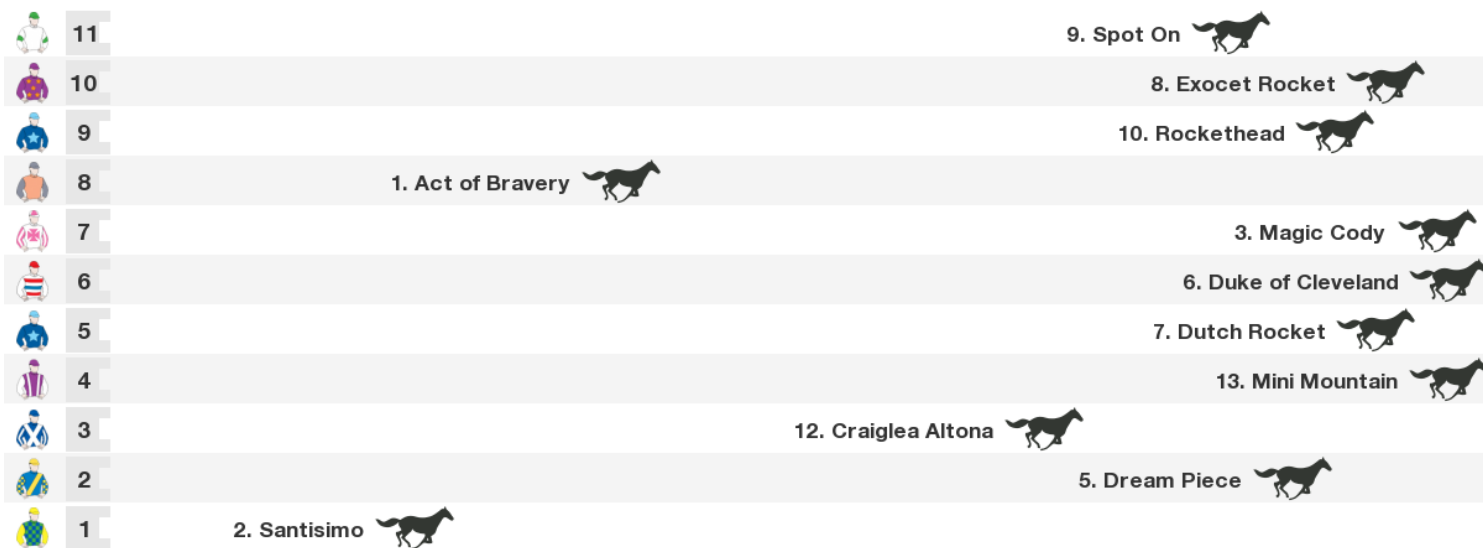 11 9. Spot On
10 8. Exocet Rocket
9 10. Rockethead
8 1. Act of Bravery
7 3. Magic Cody
6 6. Duke of Cleveland
5 7. Dutch Rocket
4 13. Mini Mountain
3 12. Craiglea Altona
2 5. Dream Piece
1 2. Santisimo